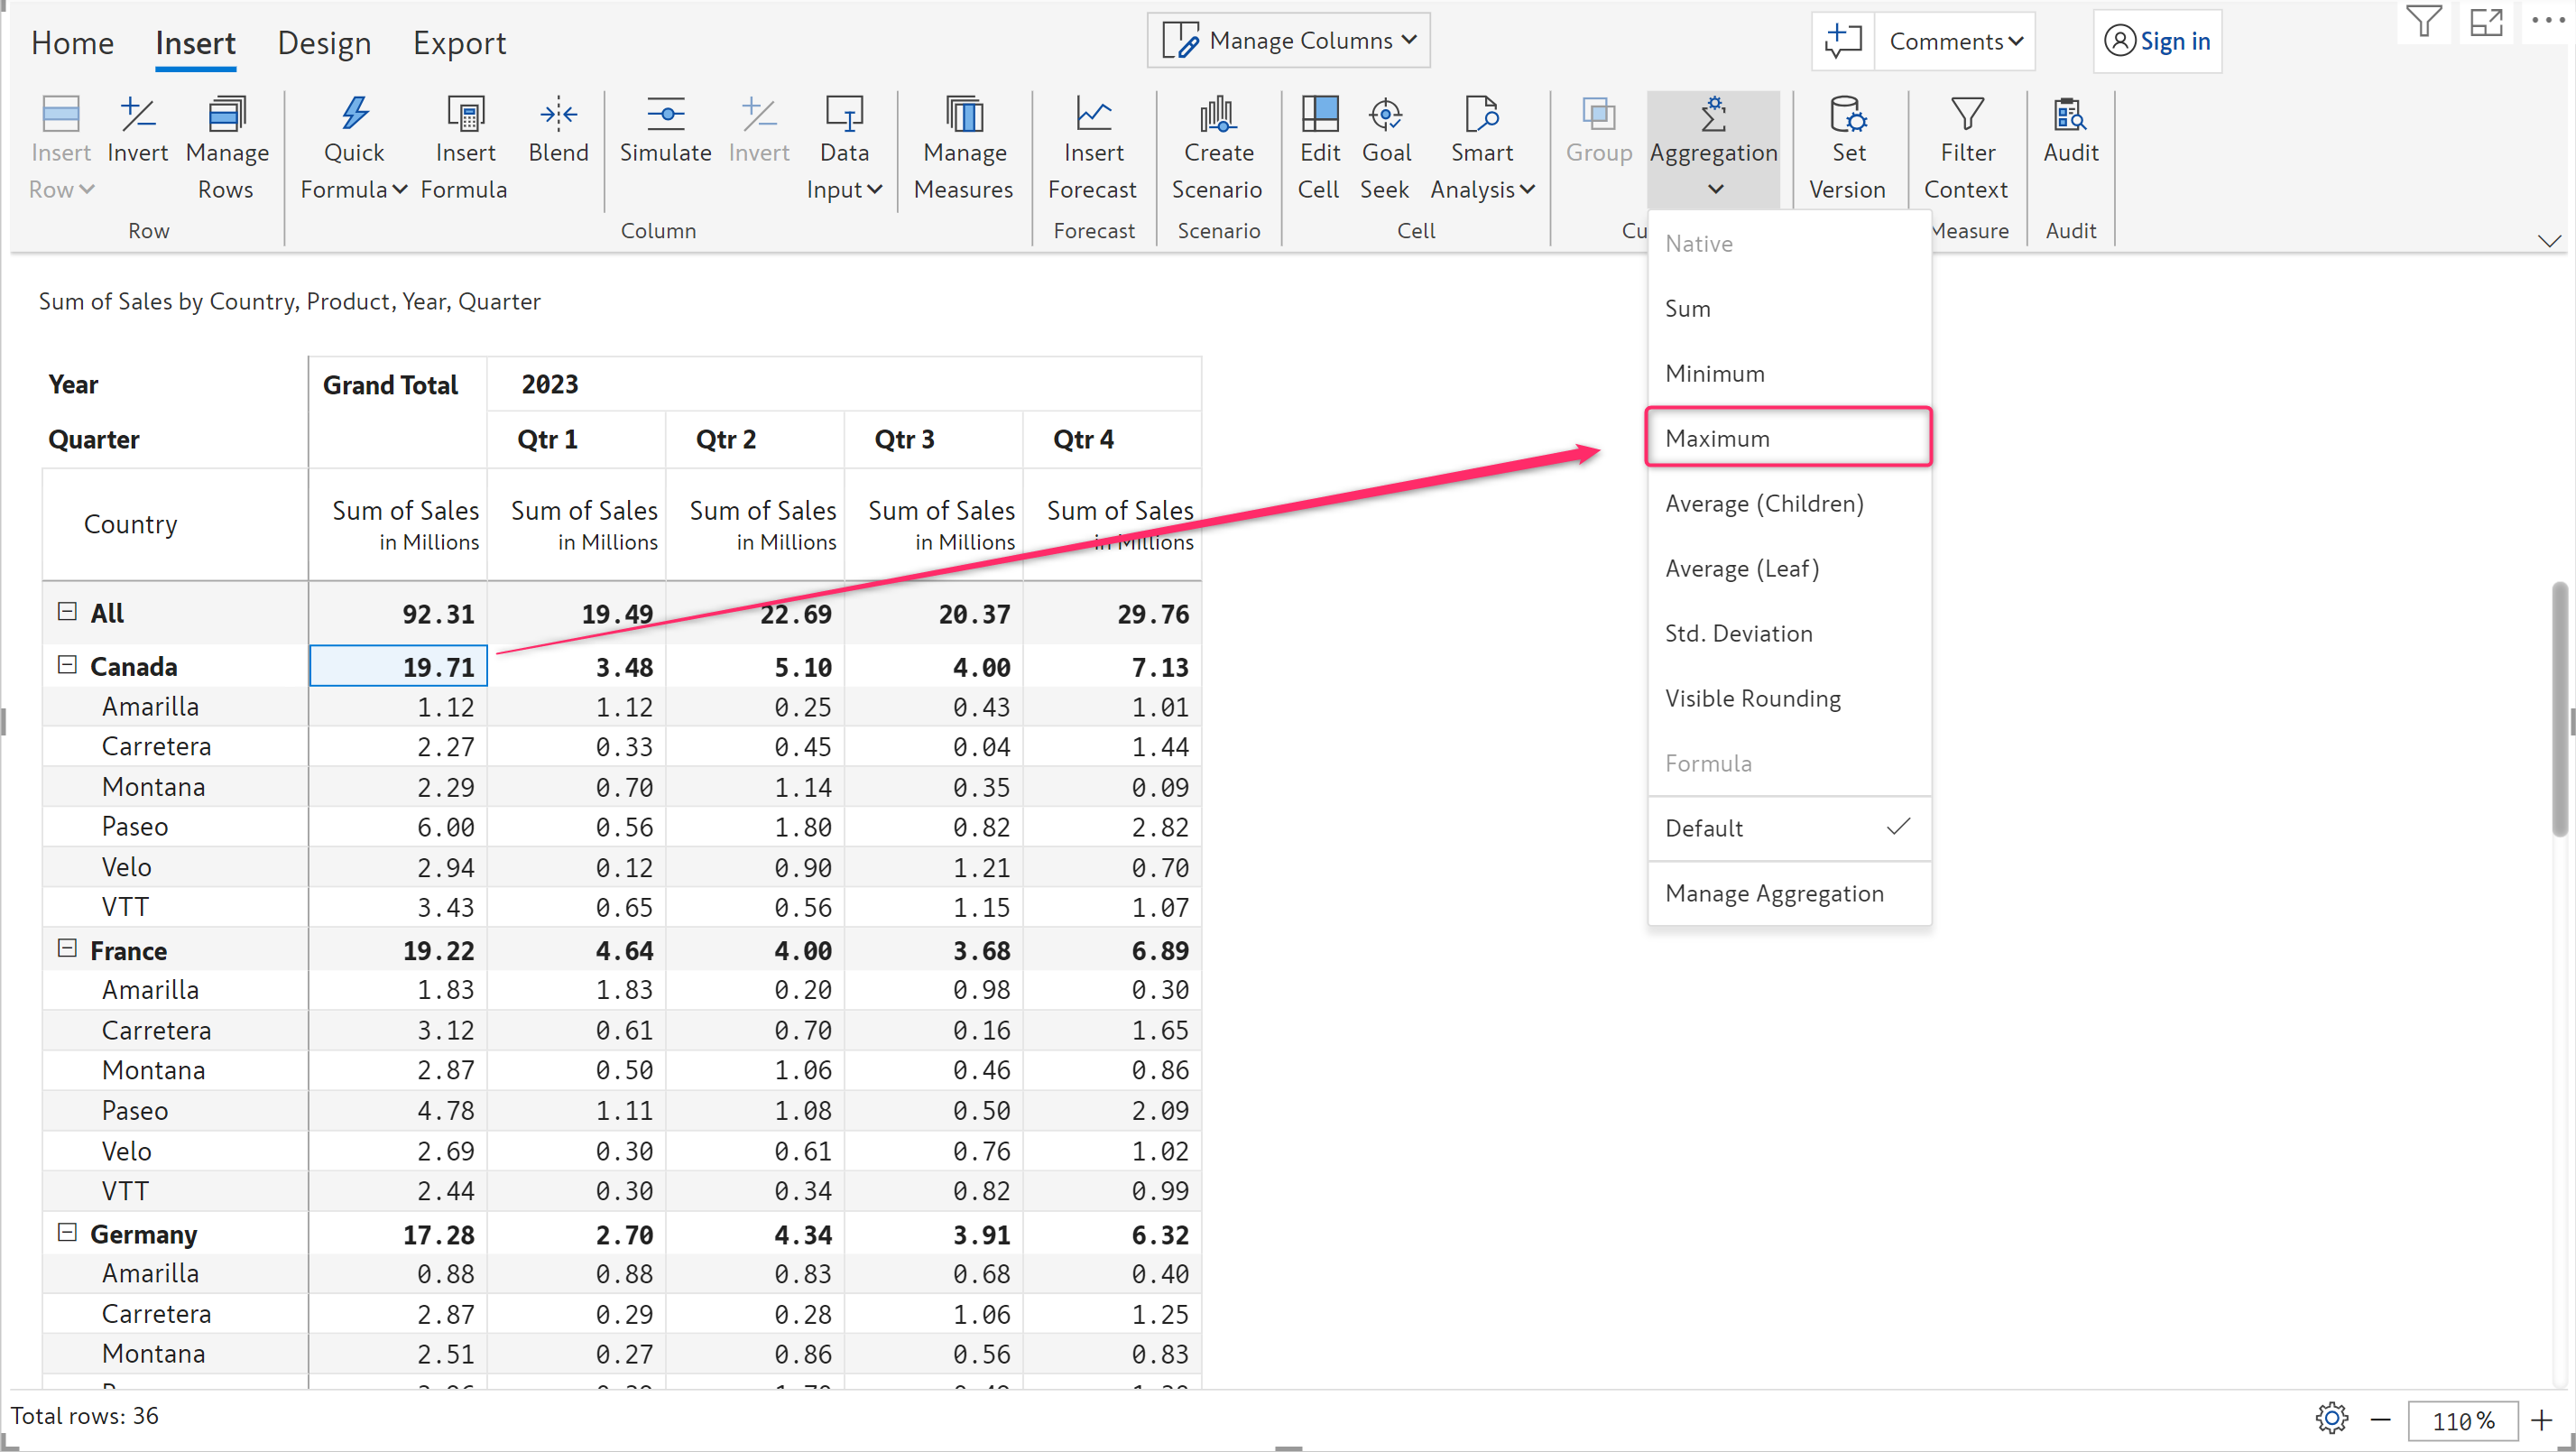 Home Insert Design Export
Manage Columns
Comments
Sign in
Insert Row
Invert
Manage Rows
Row
Quick Formula
Insert Formula
Blend
Simulate
Invert
Data Input
Column
Manage Measures
Insert Forecast
Forecast
Create Scenario
Scenario
Edit Cell
Goal Seek
Smart Analysis
Cell
Group
Aggregation
Cu
Set Version
Filter Context
Measure
Audit
Audit
Native
Sum
Minimum
Maximum
Average (Children)
Average (Leaf)
Std. Deviation
Visible Rounding
Formula
Default
Manage Aggregation
Sum of Sales by Country, Product, Year, Quarter
Year Grand Total 2023
Quarter Qtr 1 Qtr 2 Qtr 3 Qtr 4
Country Sum of Sales Sum of Sales Sum of Sales Sum of Sales Sum of Sales
in Millions in Millions in Millions in Millions in Millions
All 92.31 19.49 22.69 20.37 29.76
Canada 19.71 3.48 5.10 4.00 7.13
Amarilla 1.12 1.12 0.25 0.43 1.01
Carretera 2.27 0.33 0.45 0.04 1.44
Montana 2.29 0.70 1.14 0.35 0.09
Paseo 6.00 0.56 1.80 0.82 2.82
Velo 2.94 0.12 0.90 1.21 0.70
VTT 3.43 0.65 0.56 1.15 1.07
France 19.22 4.64 4.00 3.68 6.89
Amarilla 1.83 1.83 0.20 0.98 0.30
Carretera 3.12 0.61 0.70 0.16 1.65
Montana 2.87 0.50 1.06 0.46 0.86
Paseo 4.78 1.11 1.08 0.50 2.09
Velo 2.69 0.30 0.61 0.76 1.02
VTT 2.44 0.30 0.34 0.82 0.99
Germany 17.28 2.70 4.34 3.91 6.32
Amarilla 0.88 0.88 0.83 0.68 0.40
Carretera 2.87 0.29 0.28 1.06 1.25
Montana 2.51 0.27 0.86 0.56 0.83
Total rows: 36
110%